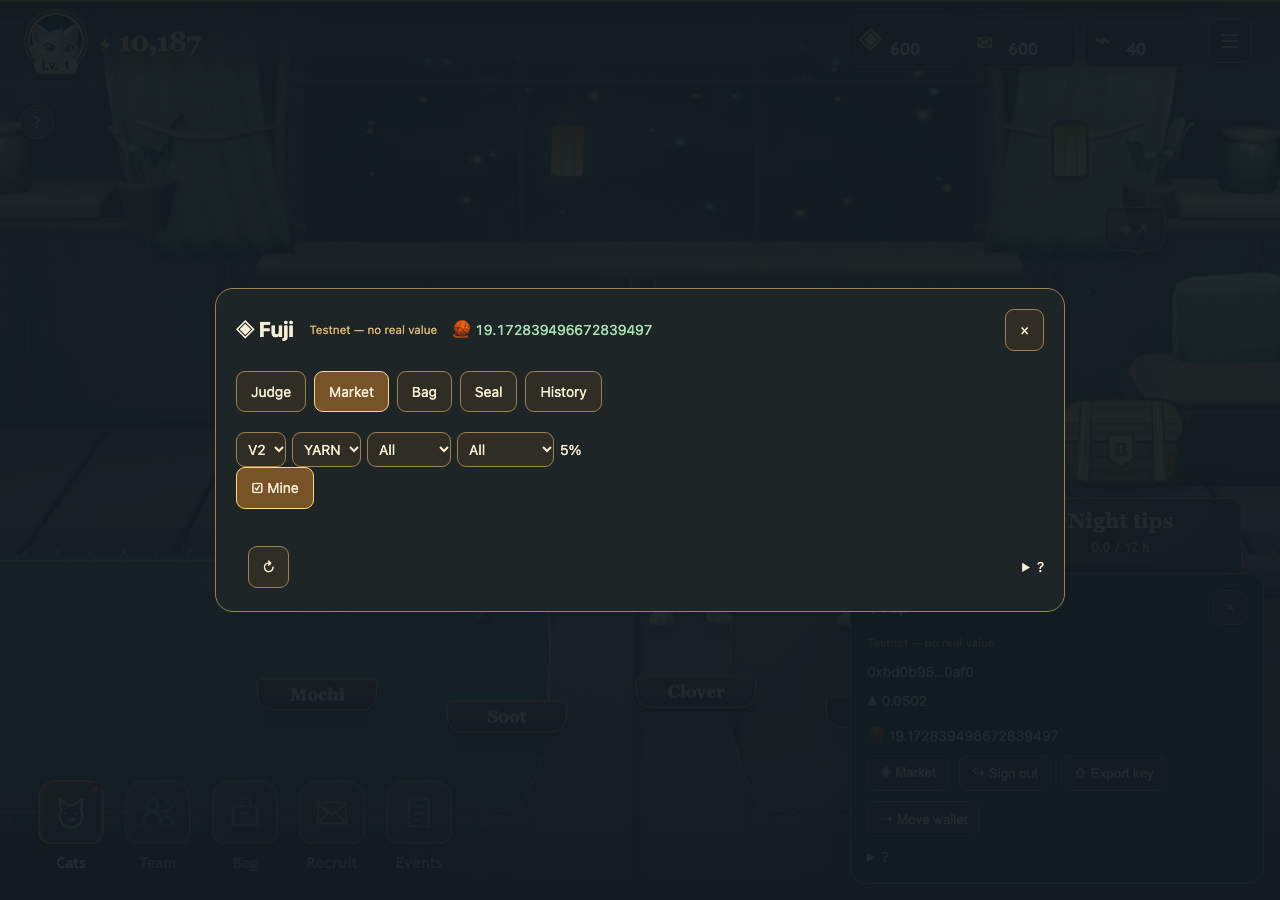 10,187
Lv. 1
600
600
40
?
Fuji
Testnet — no real value
19.172839496672839497
×
Judge
Market
Bag
Seal
History
V2
YARN
All
All
5%
☑ Mine
↻
▶ ?
Night tips
0.0 / 12 h
×
Testnet — no real value
0xbd0b95…0af0
▲ 0.0502
19.172839496672839497
◈ Market
↪ Sign out
⇧ Export key
→ Move wallet
▶ ?
Mochi
Soot
Clover
Cats
Team
Bag
Recruit
Events